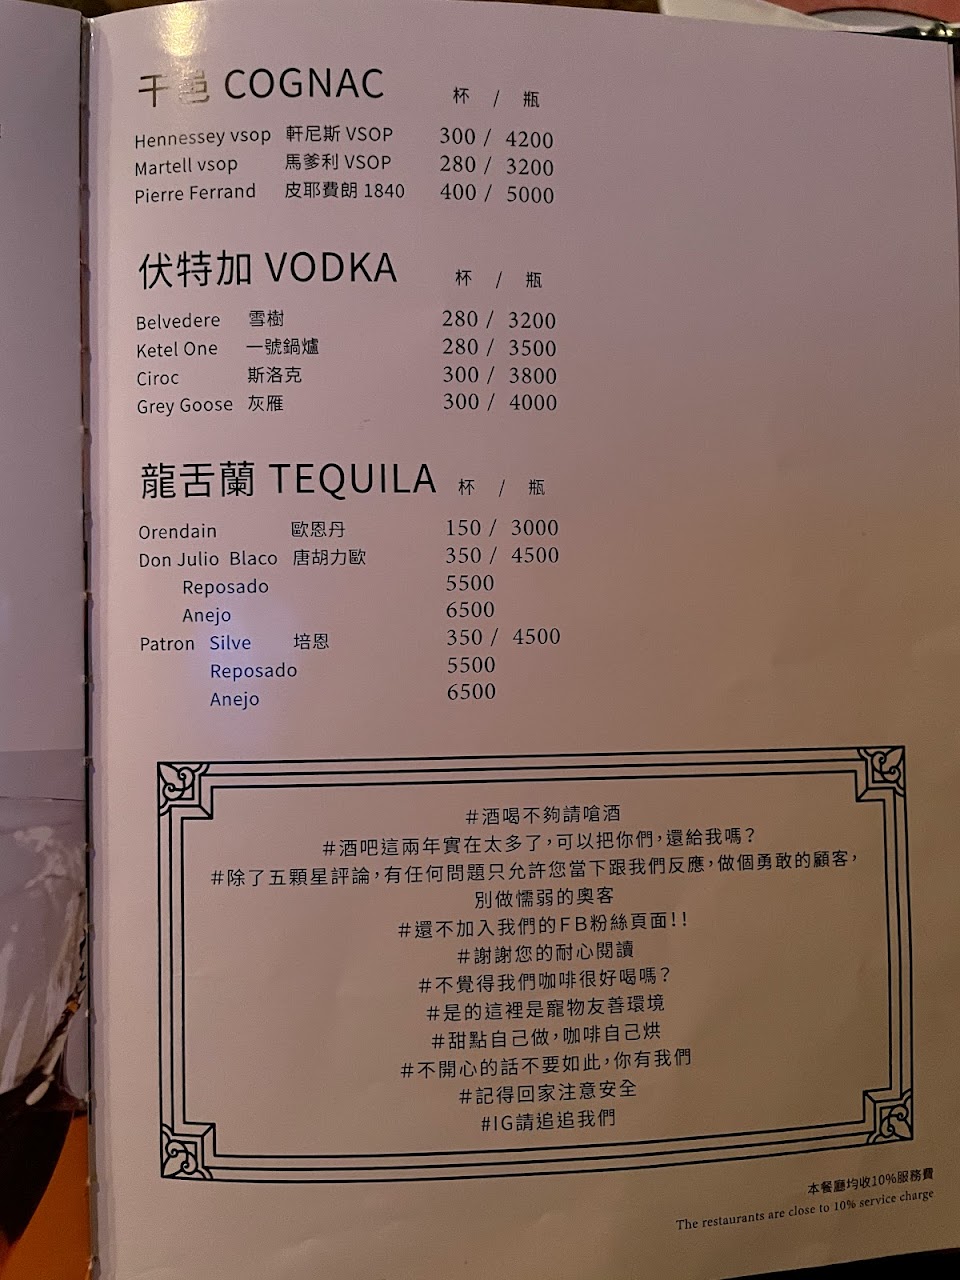 干邑 COGNAC 杯 / 瓶
Hennessey vsop 軒尼斯 VSOP 300 / 4200
Martell vsop 馬爹利 VSOP 280 / 3200
Pierre Ferrand 皮耶費朗 1840 400 / 5000
伏特加 VODKA 杯 / 瓶
Belvedere 雪樹 280 / 3200
Ketel One 一號鍋爐 280 / 3500
Ciroc 斯洛克 300 / 3800
Grey Goose 灰雁 300 / 4000
龍舌蘭 TEQUILA 杯 / 瓶
Orendain 歐恩丹 150 / 3000
Don Julio Blaco 唐胡力歐 350 / 4500
Reposado 5500
Anejo 6500
Patron Silve 培恩 350 / 4500
Reposado 5500
Anejo 6500
#酒喝不夠請嗆酒
#酒吧這兩年實在太多了,可以把你們,還給我嗎?
#除了五顆星評論,有任何問題只允許您當下跟我們反應,做個勇敢的顧客,
別做懦弱的奧客
#還不加入我們的FB粉絲頁面!!
#謝謝您的耐心閱讀
#不覺得我們咖啡很好喝嗎?
#是的這裡是寵物友善環境
#甜點自己做,咖啡自己烘
#不開心的話不要如此,你有我們
#記得回家注意安全
#IG請追追我們
本餐廳均收10%服務費
The restaurants are close to 10% service charge